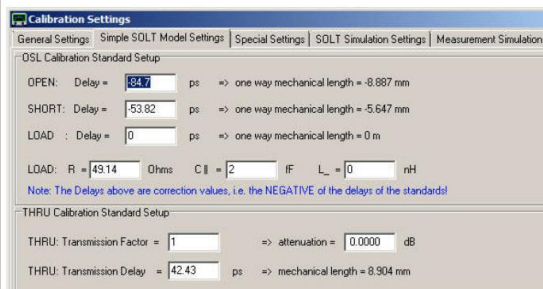 Calibration Settings
General Settings Simple SOLT Model Settings Special Settings SOLT Simulation Settings Measurement Simulation
OSL Calibration Standard Setup
OPEN: Delay = -84.7 ps => one way mechanical length = -8.887 mm
SHORT: Delay = -53.82 ps => one way mechanical length = -5.647 mm
LOAD : Delay = 0 ps => one way mechanical length = 0 m
LOAD: R = 49.14 Ohms C || = 2 fF L_ = 0 nH
Note: The Delays above are correction values, i.e. the NEGATIVE of the delays of the standards!
THRU Calibration Standard Setup
THRU: Transmission Factor = 1 => attenuation = 0.0000 dB
THRU: Transmission Delay = 42.43 ps => mechanical length = 8.904 mm